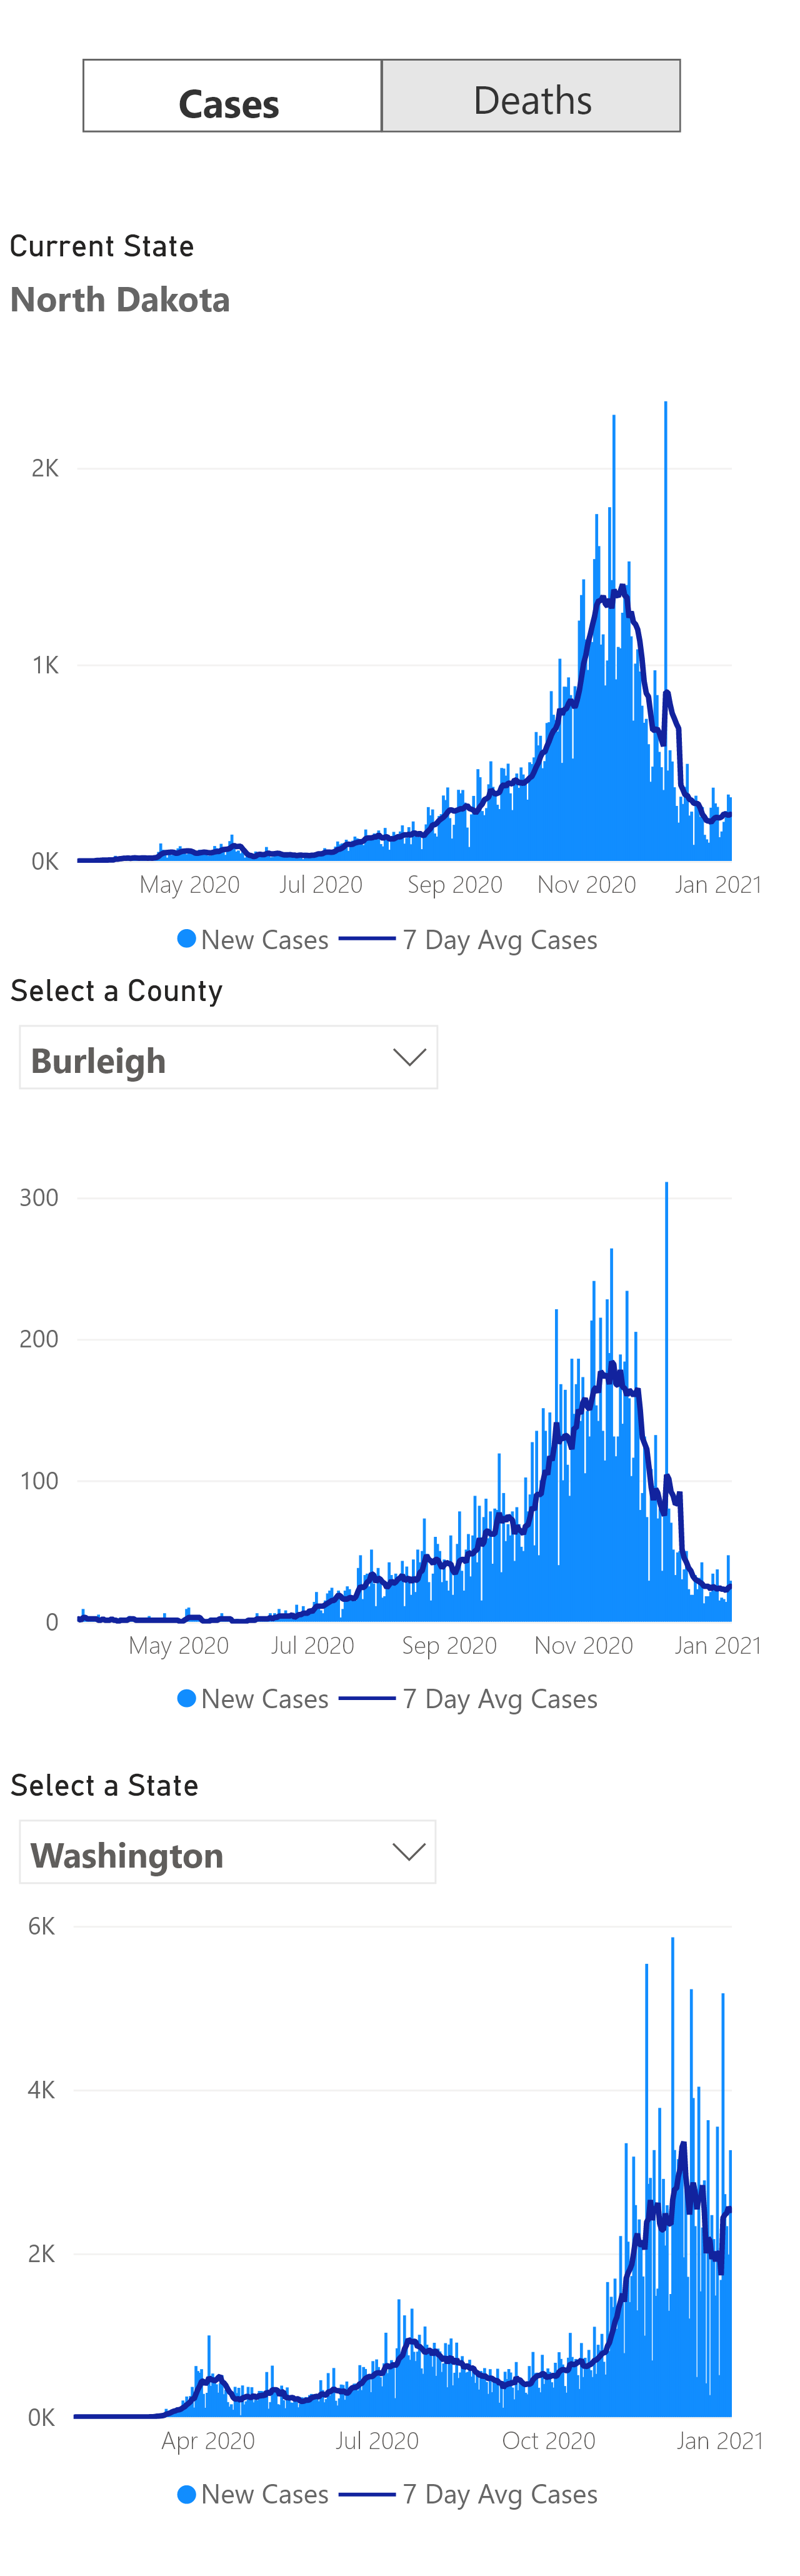 Cases Deaths
Current State
North Dakota
2K
1K
0K
May 2020 Jul 2020 Sep 2020 Nov 2020 Jan 2021
New Cases 7 Day Avg Cases
Select a County
Burleigh
300
200
100
0
May 2020 Jul 2020 Sep 2020 Nov 2020 Jan 2021
New Cases 7 Day Avg Cases
Select a State
Washington
6K
4K
2K
0K
Apr 2020 Jul 2020 Oct 2020 Jan 2021
New Cases 7 Day Avg Cases